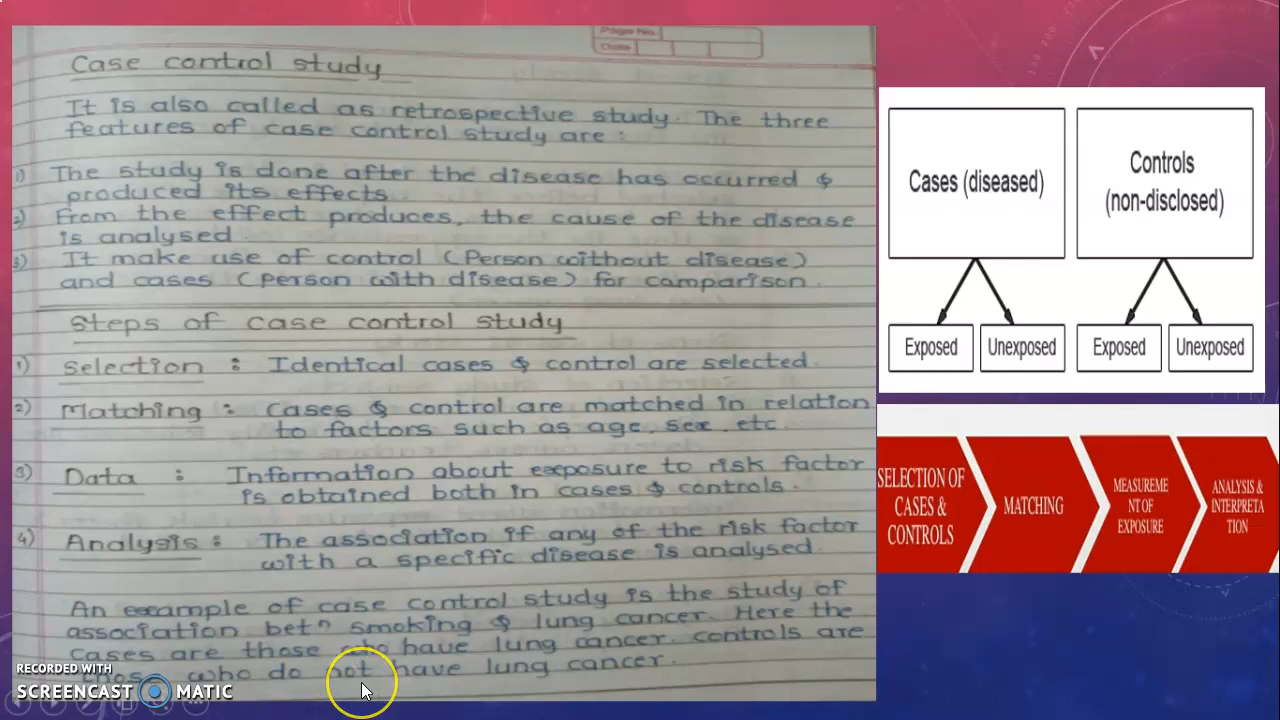 Page No.
Date
Case control study
It is also called as retrospective study. The three
features of case control study are :
1) The study is done after the disease has occurred &
produced its effects.
2) From the effect produces, the cause of the disease
is analysed.
3) It make use of control (Person without disease)
and cases (Person with disease) for comparison.
Steps of case control study
1) Selection : Identical cases & control are selected.
2) Matching : Cases & control are matched in relation
to factors such as age, sex, etc.
3) Data : Information about exposure to risk factor
is obtained both in cases & controls.
4) Analysis : The association if any of the risk factor
with a specific disease is analysed.
An example of case control study is the study of
association betn smoking & lung cancer. Here the
cases are those who have lung cancer. controls are
those who do not have lung cancer.
Cases (diseased)
Controls
(non-disclosed)
Exposed
Unexposed
Exposed
Unexposed
SELECTION OF
CASES &
CONTROLS
MATCHING
MEASUREME
NT OF
EXPOSURE
ANALYSIS &
INTERPRETA
TION
RECORDED WITH
SCREENCAST MATIC